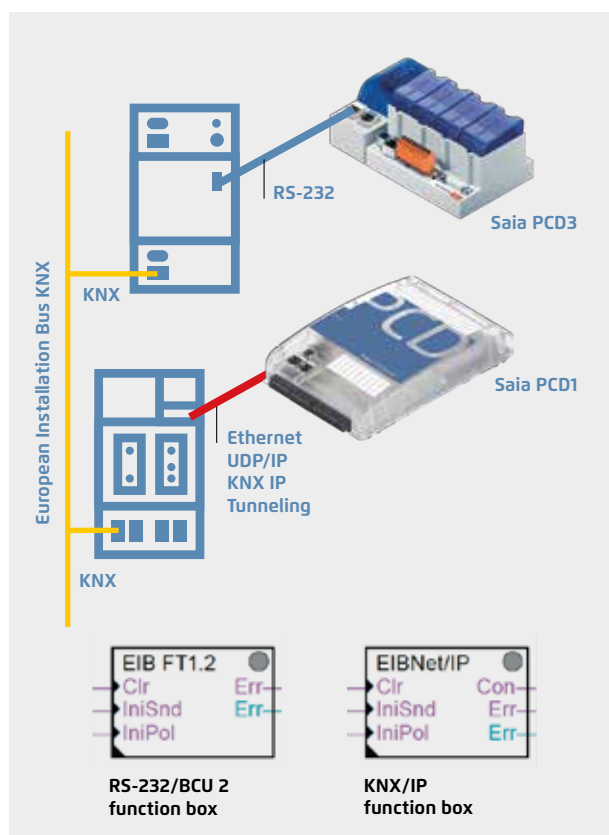 RS-232
Saia PCD3
KNX
European Installation Bus KNX
PCD
Saia PCD1
Ethernet
UDP/IP
KNX IP
Tunneling
KNX
EIB FT1.2
Clr Err
IniSnd Err
IniPol
EIBNet/IP
Clr Con
IniSnd Err
IniPol Err
RS-232/BCU 2
function box
KNX/IP
function box